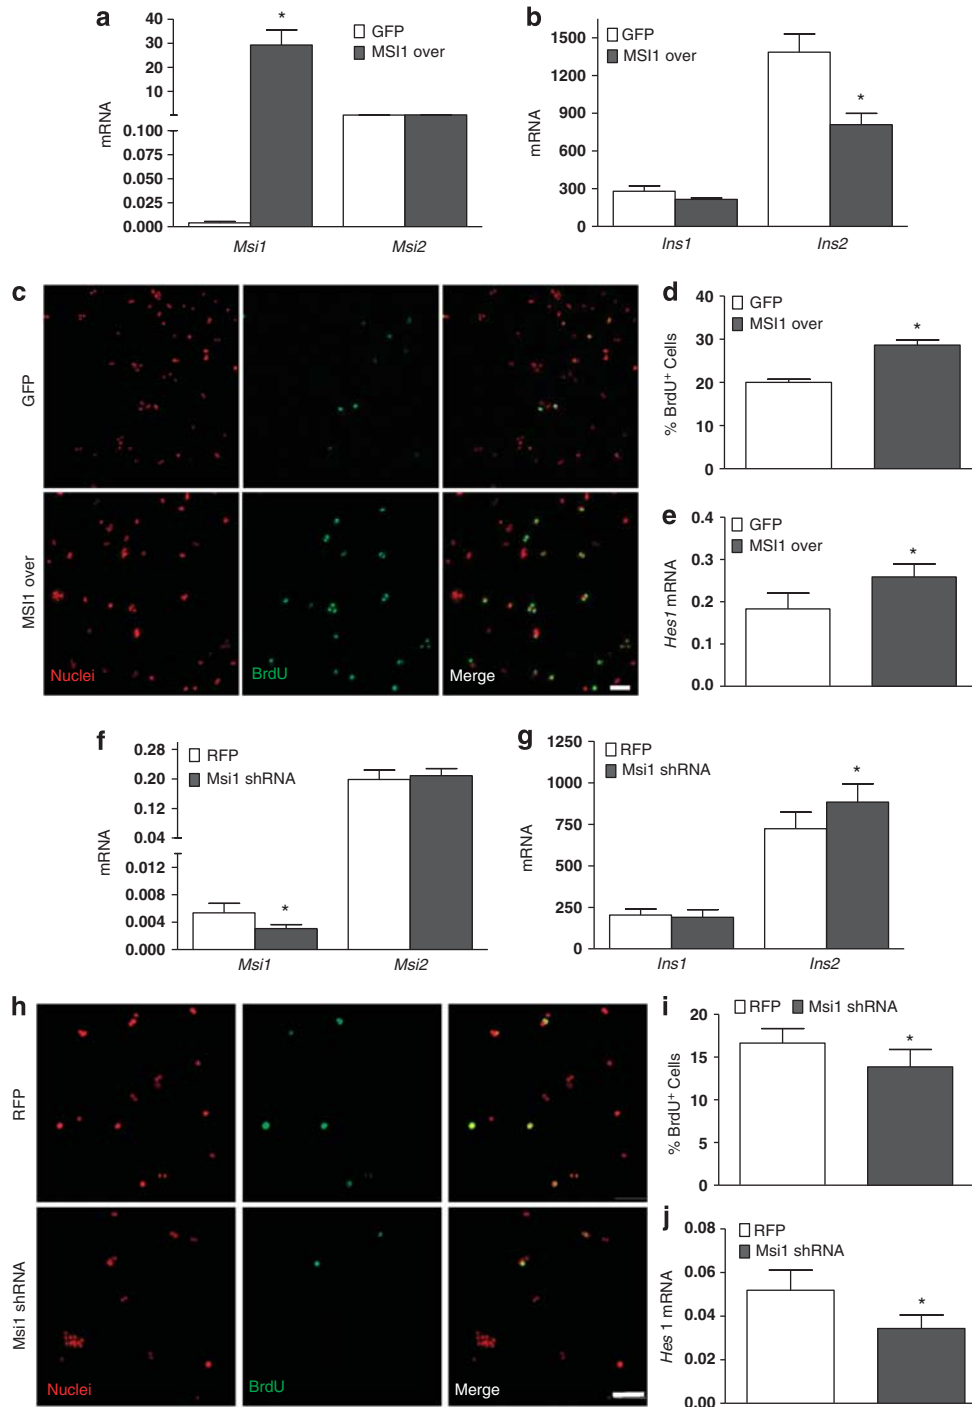 a
40
30
20
10
0.100
0.075
0.050
0.025
0.000
mRNA
*
GFP
MSI1 over
Msi1
Msi2
b
1500
1200
900
600
300
0
mRNA
GFP
MSI1 over
*
Ins1
Ins2
c
GFP
MSI1 over
Nuclei
BrdU
Merge
d
40
30
20
10
0
% BrdU+ Cells
GFP
MSI1 over
*
e
0.4
0.3
0.2
0.1
0.0
Hes1 mRNA
GFP
MSI1 over
*
f
0.28
0.20
0.12
0.04
0.012
0.008
0.004
0.000
mRNA
RFP
Msi1 shRNA
*
Msi1
Msi2
g
1250
1000
750
500
250
0
mRNA
RFP
Msi1 shRNA
*
Ins1
Ins2
h
RFP
Msi1 shRNA
Nuclei
BrdU
Merge
i
RFP Msi1 shRNA
20
15
10
5
0
% BrdU+ Cells
*
j
0.08
0.06
0.04
0.02
0.00
Hes 1 mRNA
RFP
Msi1 shRNA
*